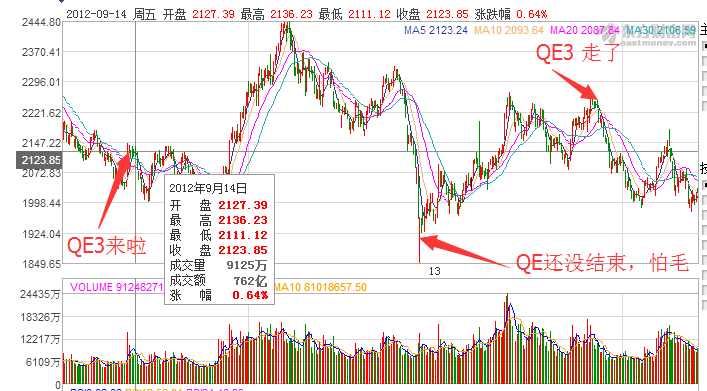 2012-09-14 周五 开盘 2127.39 最高 2136.23 最低 2111.12 收盘 2123.85 涨跌幅 0.64%
2444.80
MA5 2123.24 MA10 2093.64 MA20 2087.84 MA30 2106.59
eastmoney.com
QE3 走了
2370.72
2296.01
2221.62
2147.22
2123.85
2072.83
1998.44
1924.04
1849.65
2012年9月14日
开 盘 2127.39
最 高 2136.23
最 低 2111.12
收 盘 2123.85
成交量 9125万
成交额 762亿
涨 幅 0.64%
QE3来啦
QE还没结束，怕毛
13
VOLUME 91248271
MA10 81018657.50
24435万
18326万
12217万
6109万
0万